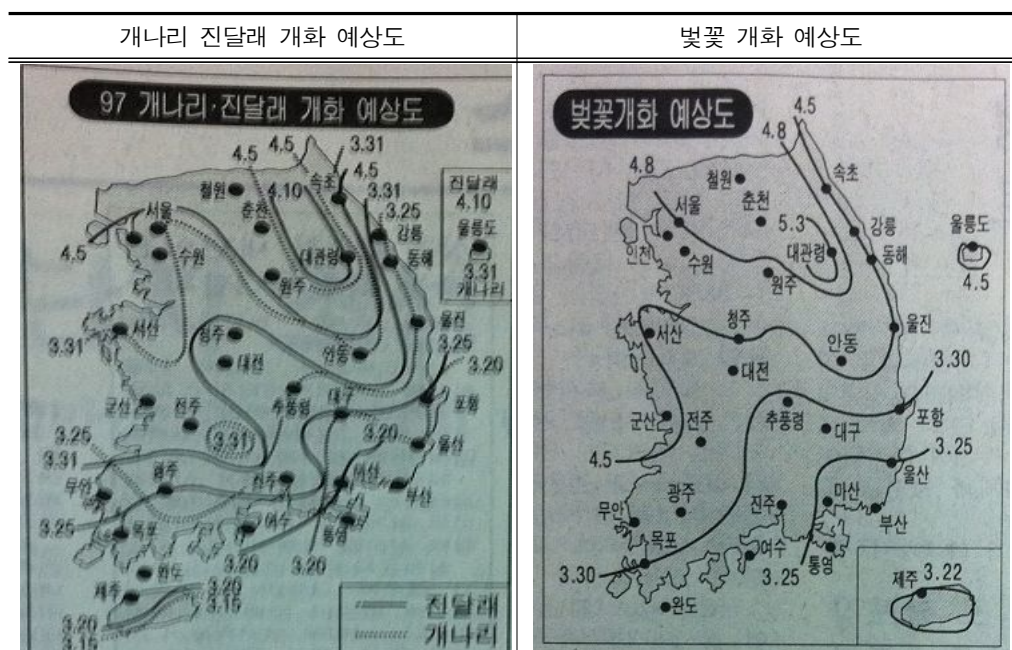 개나리 진달래 개화 예상도
벚꽃 개화 예상도
97 개나리·진달래 개화 예상도
4.5
4.5
3.31
4.5
4.10
3.31
3.25
철원
속초
춘천
서울
강릉
4.5
수원
대관령
동해
원주
진달래
4.10
울릉도
3.31
개나리
울진
서산
청주
3.31
대전
안동
3.25
3.20
추풍령
대구
군산
전주
포항
3.31
3.20
3.25
울산
3.31
광주
진주
마산
무안
부산
3.25
목포
여수
통영
3.20
3.20
완도
제주
3.20
3.15
3.20
3.15
진달래
개나리
벚꽃개화 예상도
4.5
4.8
4.8
철원
속초
서울
춘천
5.3
강릉
울릉도
인천
수원
대관령
동해
원주
4.5
서산
청주
울진
안동
대전
3.30
군산
전주
추풍령
대구
포항
4.5
3.25
울산
광주
진주
마산
무안
부산
목포
여수
통영
3.30
3.25
완도
제주
3.22